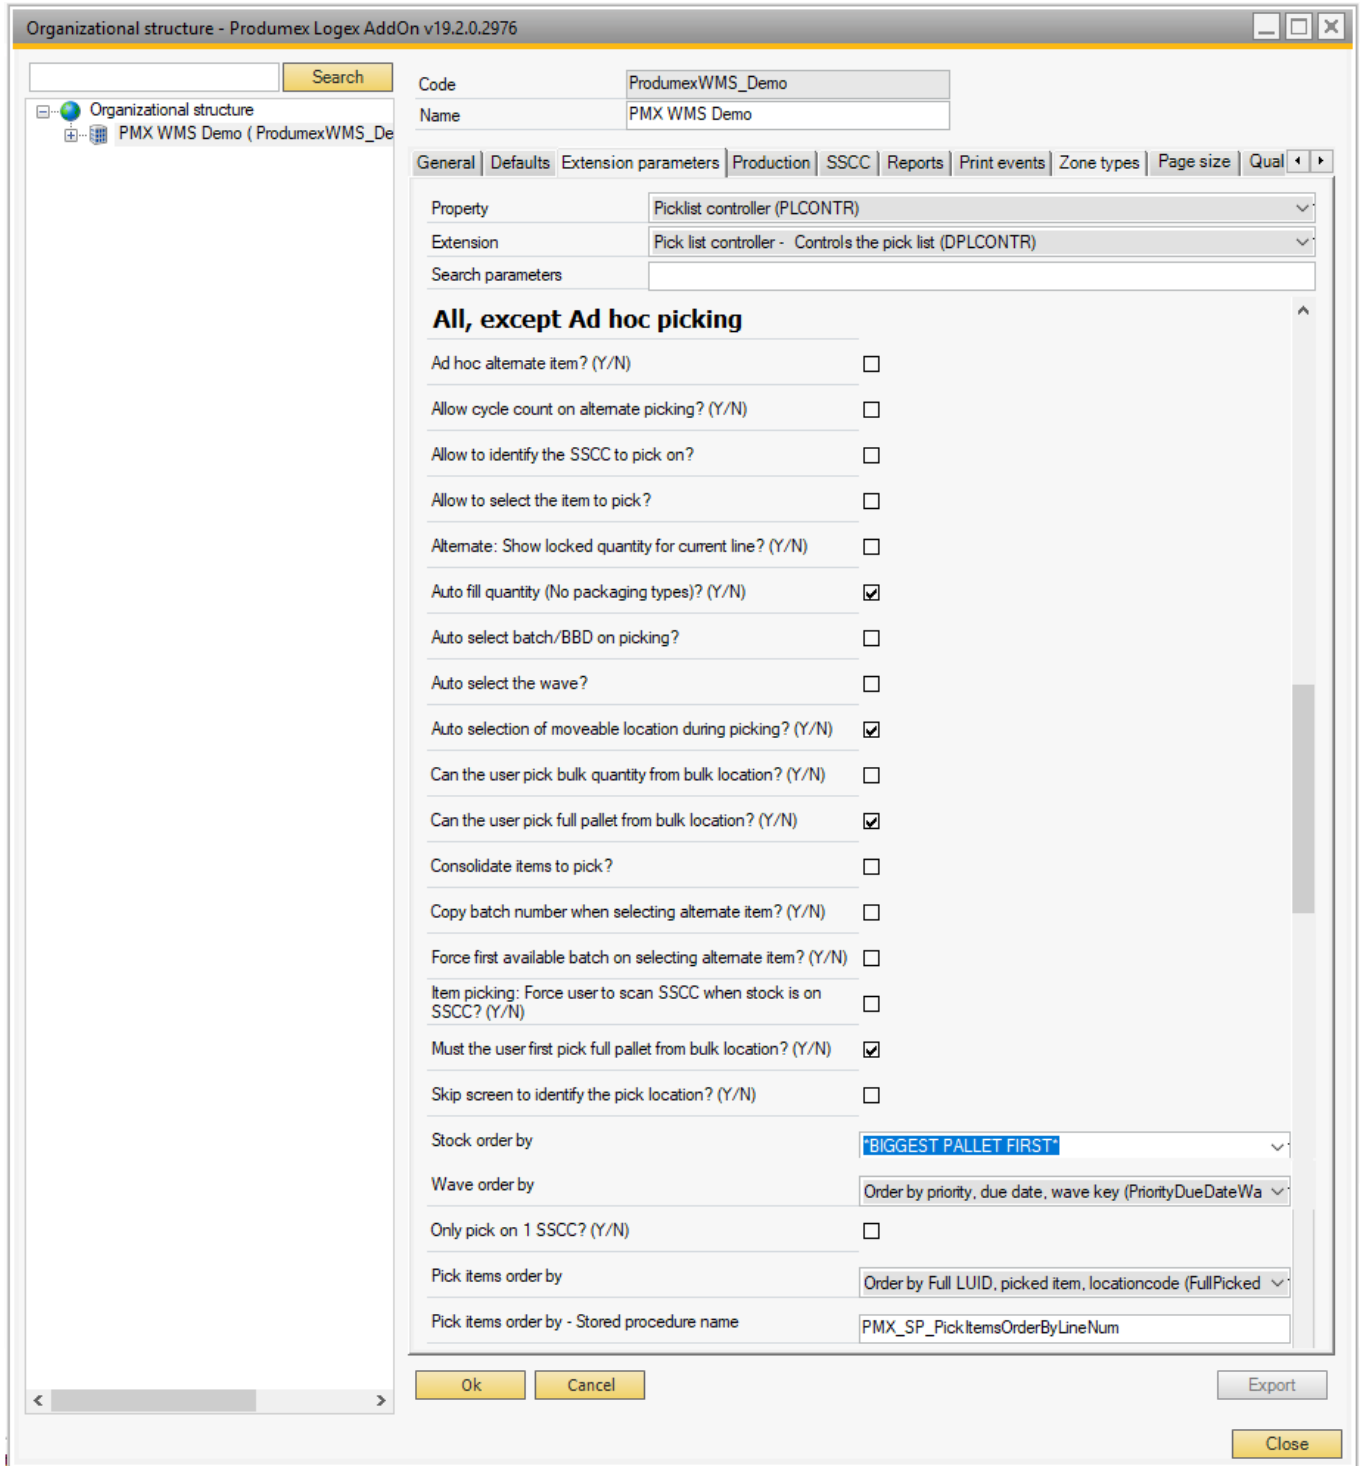 Organizational structure - Produmex Logex AddOn v19.2.0.2976
Search
Organizational structure
PMX WMS Demo ( ProdumexWMS_De
Code
ProdumexWMS_Demo
Name
PMX WMS Demo
General
Defaults
Extension parameters
Production
SSCC
Reports
Print events
Zone types
Page size
Qual
Property
Picklist controller (PLCONTR)
Extension
Pick list controller - Controls the pick list (DPLCONTR)
Search parameters
All, except Ad hoc picking
Ad hoc alternate item? (Y/N)
Allow cycle count on alternate picking? (Y/N)
Allow to identify the SSCC to pick on?
Allow to select the item to pick?
Alternate: Show locked quantity for current line? (Y/N)
Auto fill quantity (No packaging types)? (Y/N)
Auto select batch/BBD on picking?
Auto select the wave?
Auto selection of moveable location during picking? (Y/N)
Can the user pick bulk quantity from bulk location? (Y/N)
Can the user pick full pallet from bulk location? (Y/N)
Consolidate items to pick?
Copy batch number when selecting alternate item? (Y/N)
Force first available batch on selecting alternate item? (Y/N)
Item picking: Force user to scan SSCC when stock is on
SSCC? (Y/N)
Must the user first pick full pallet from bulk location? (Y/N)
Skip screen to identify the pick location? (Y/N)
Stock order by
*BIGGEST PALLET FIRST*
Wave order by
Order by priority, due date, wave key (PriorityDueDateWa
Only pick on 1 SSCC? (Y/N)
Pick items order by
Order by Full LUID, picked item, locationcode (FullPicked
Pick items order by - Stored procedure name
PMX_SP_PickItemsOrderByLineNum
Ok
Cancel
Export
Close